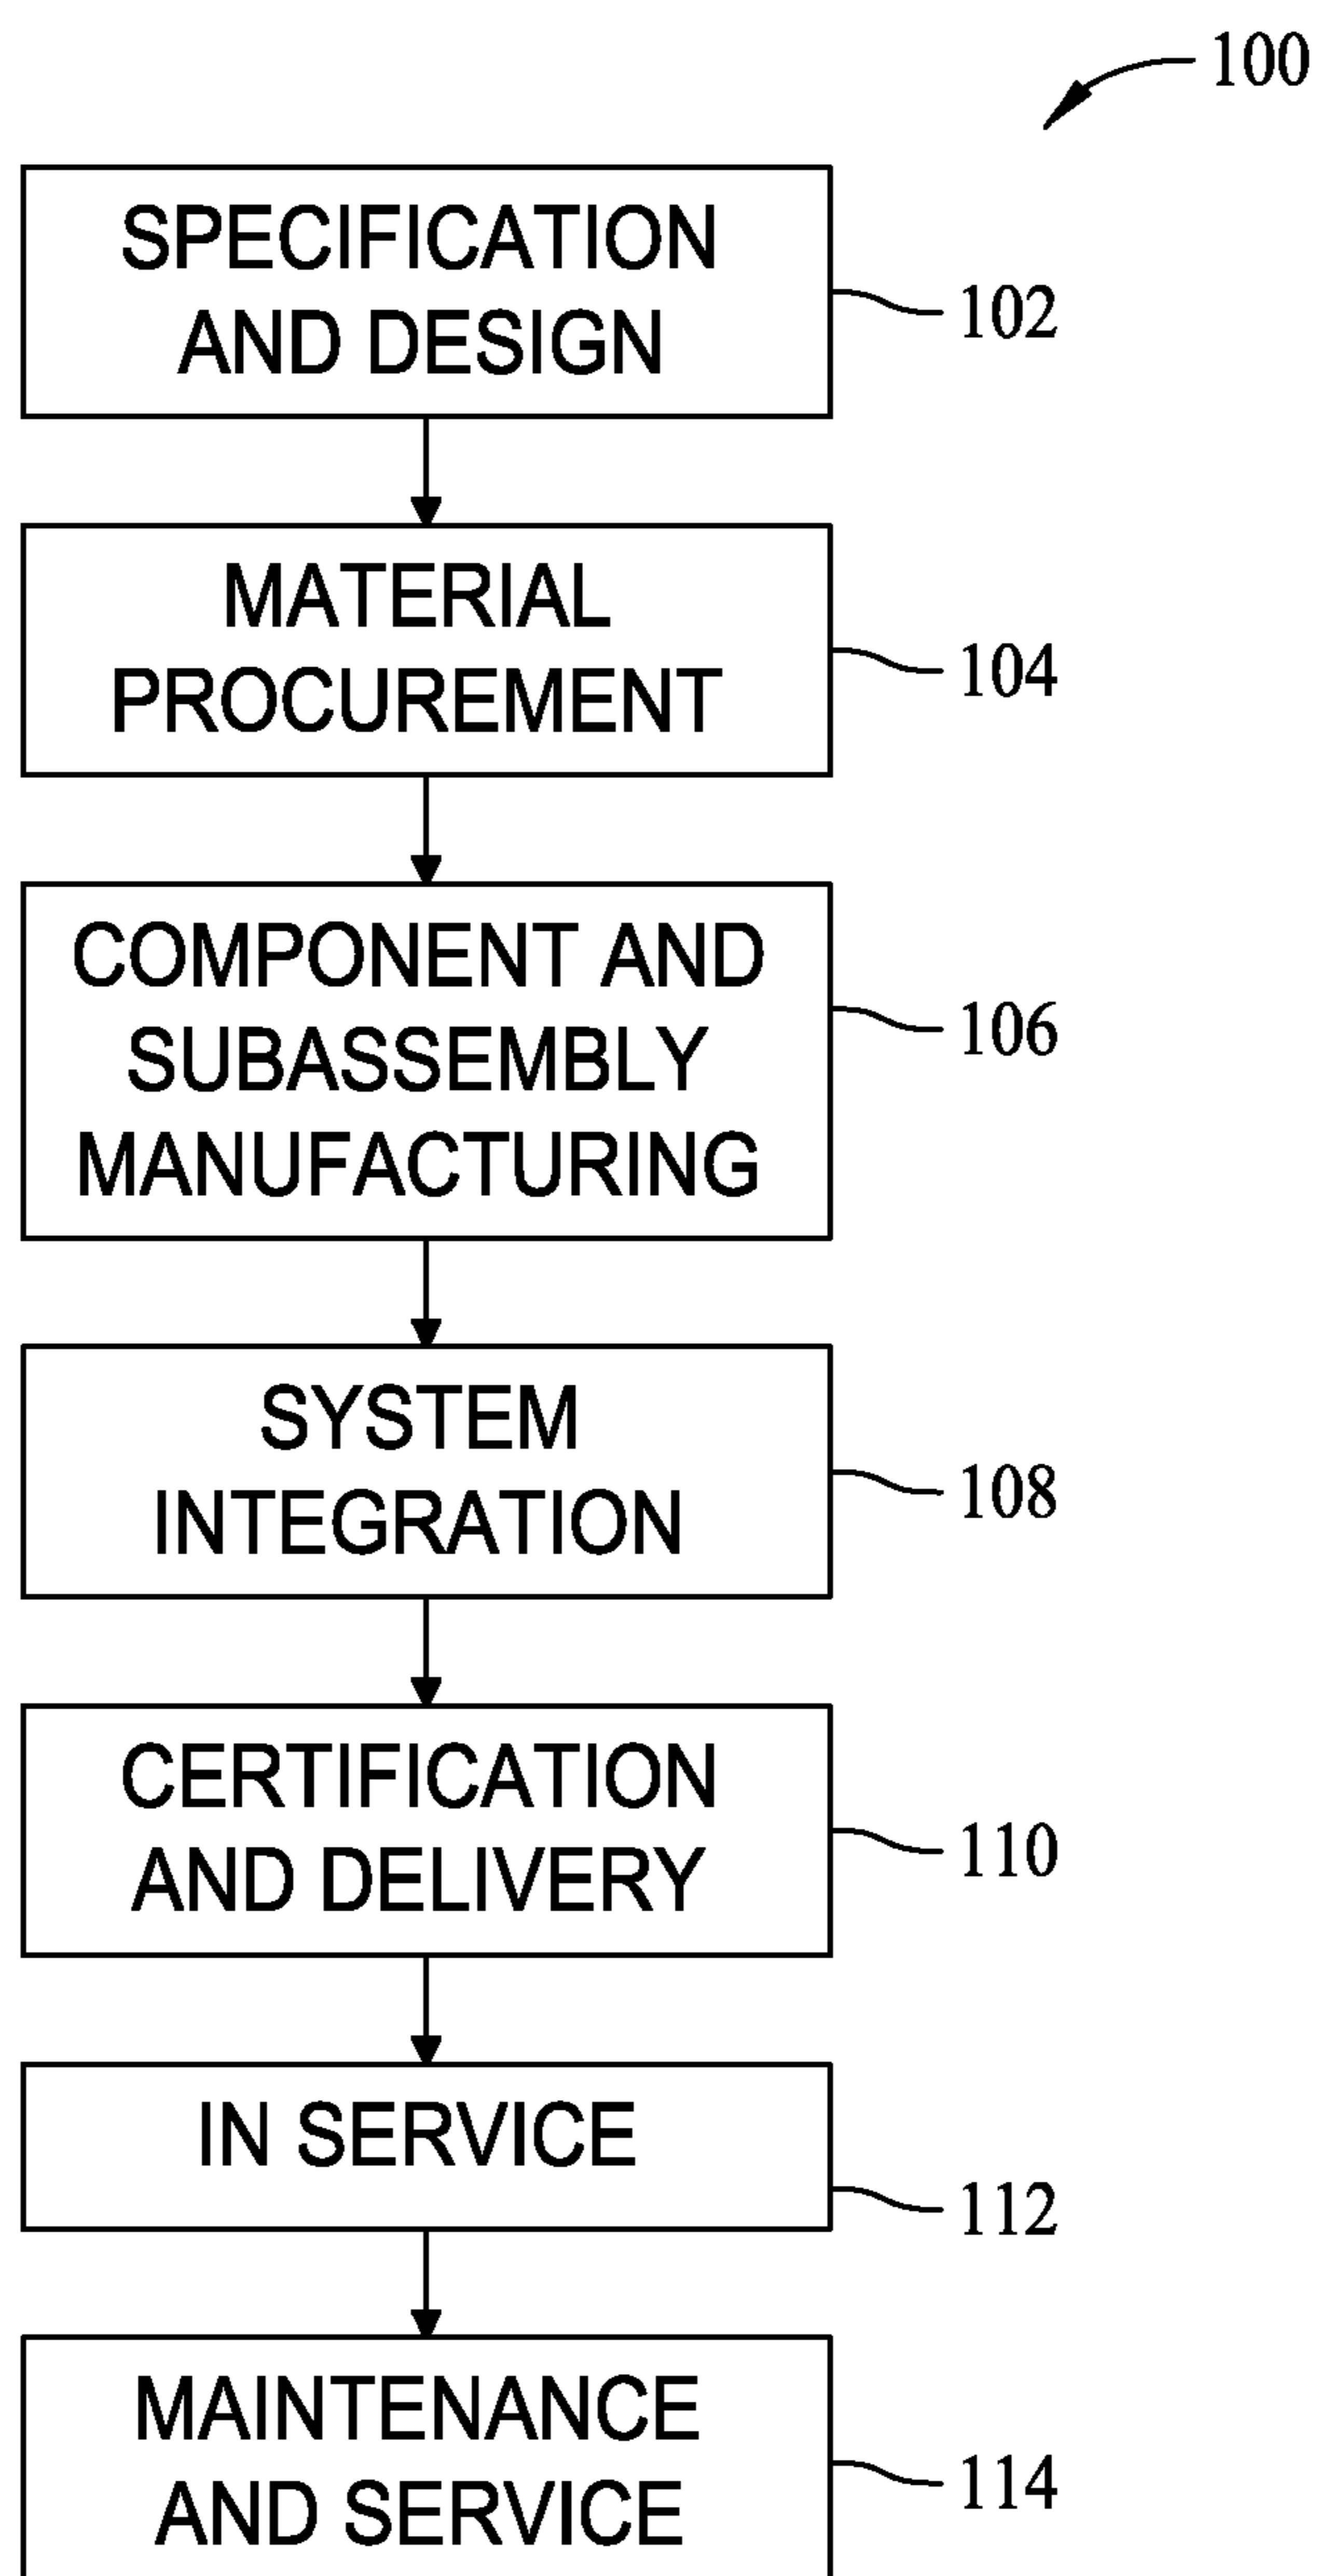 100
SPECIFICATION
AND DESIGN
102
MATERIAL
PROCUREMENT
104
COMPONENT AND
SUBASSEMBLY
MANUFACTURING
106
SYSTEM
INTEGRATION
108
CERTIFICATION
AND DELIVERY
110
IN SERVICE
112
MAINTENANCE
AND SERVICE
114